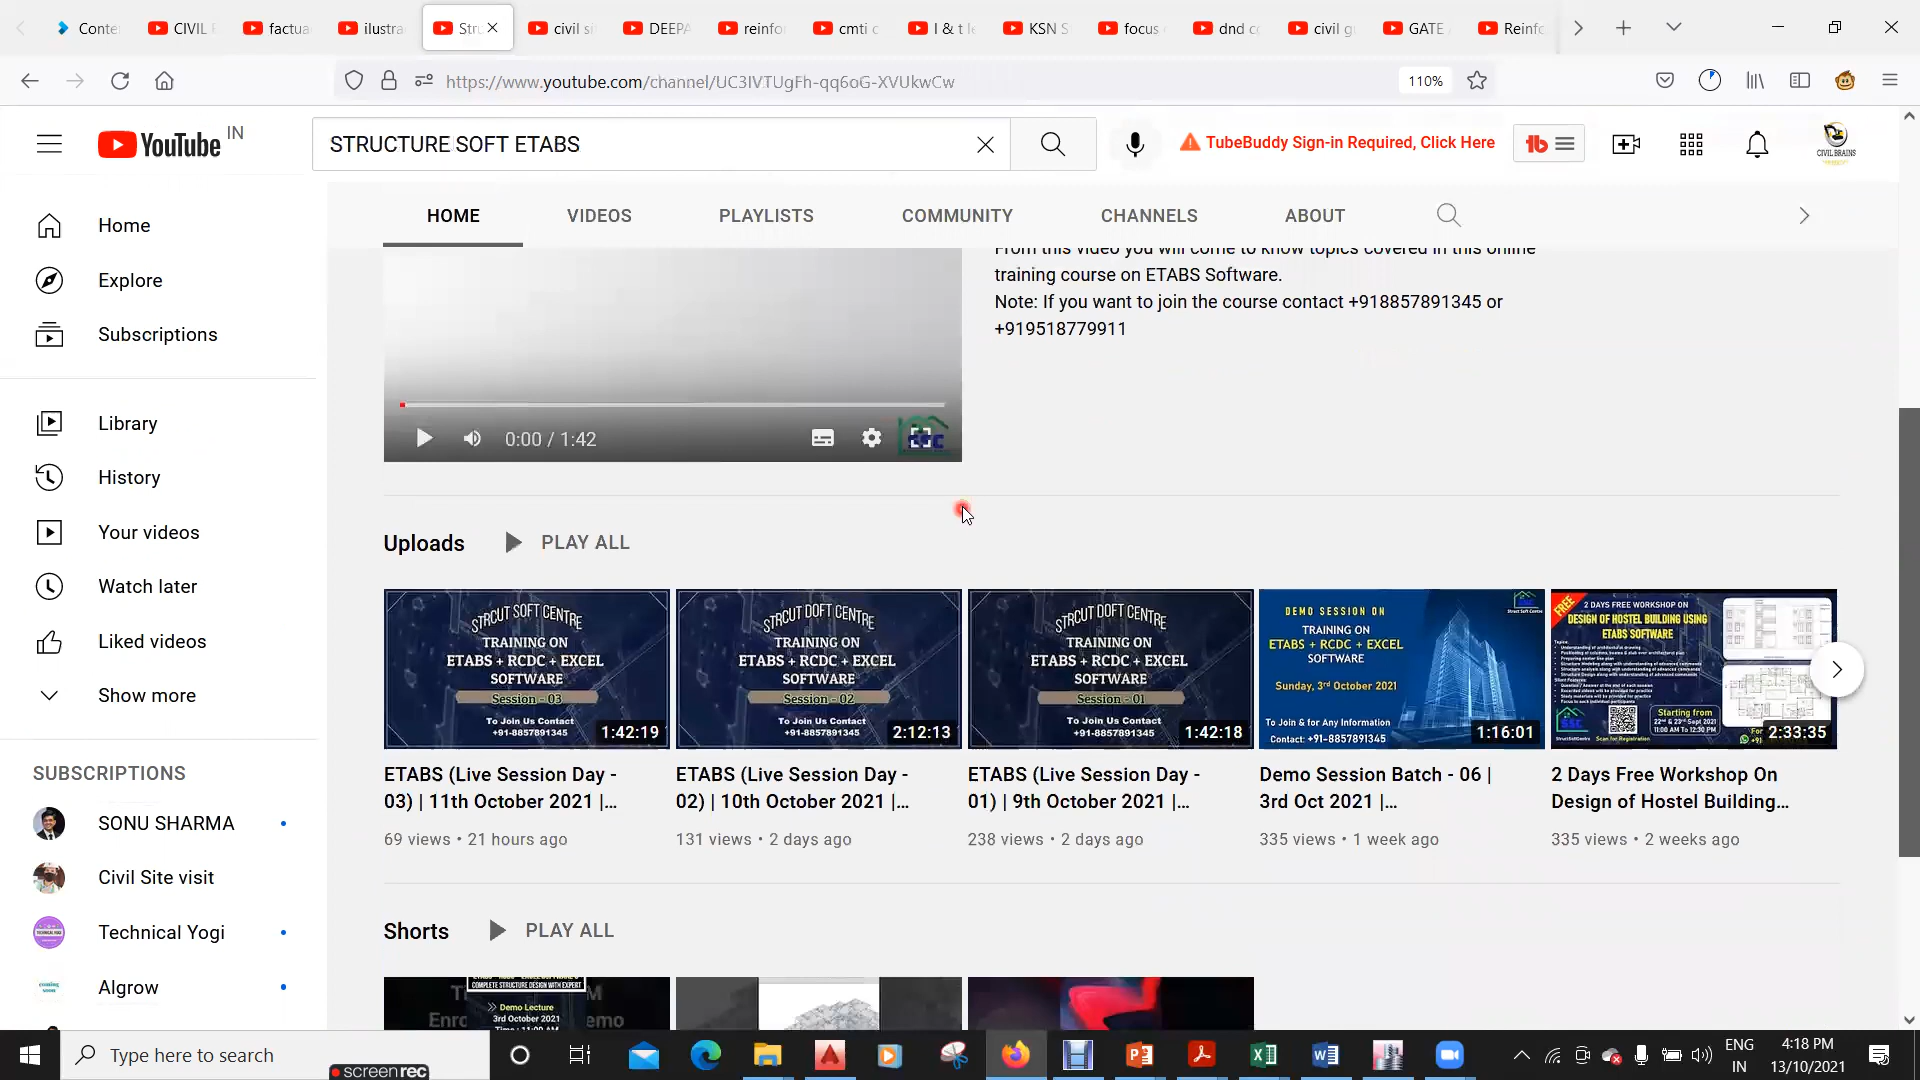 Conte
CIVIL
factua
ilustra
Stru
civil si
DEEPA
reinfo
cmti c
l & t le
KSN S
focus
dnd co
civil g
GATE
Reinfc
https://www.youtube.com/channel/UC3IVTUgFh-qq6oG-XVUkwCw
110%
YouTube IN
STRUCTURE SOFT ETABS
TubeBuddy Sign-in Required, Click Here
tb
CIVIL BRAINS
HOME
VIDEOS
PLAYLISTS
COMMUNITY
CHANNELS
ABOUT
Home
Explore
Subscriptions
Library
History
Your videos
Watch later
Liked videos
Show more
SUBSCRIPTIONS
SONU SHARMA
Civil Site visit
Technical Yogi
Algrow
From this video you will come to know topics covered in this online
training course on ETABS Software.
Note: If you want to join the course contact +918857891345 or
+919518779911
0:00 / 1:42
Uploads
PLAY ALL
STRCUT SOFT CENTRE
TRAINING ON
ETABS + RCDC + EXCEL
SOFTWARE
Session - 03
To Join Us Contact
+91-8857891345
1:42:19
ETABS (Live Session Day -
03) | 11th October 2021 |...
69 views • 21 hours ago
STRCUT DOFT CENTRE
TRAINING ON
ETABS + RCDC + EXCEL
SOFTWARE
Session - 02
To Join Us Contact
+91-8857891345
2:12:13
ETABS (Live Session Day -
02) | 10th October 2021 |...
131 views • 2 days ago
STRCUT DOFT CENTRE
TRAINING ON
ETABS + RCDC + EXCEL
SOFTWARE
Session - 01
To Join Us Contact
+91-8857891345
1:42:18
ETABS (Live Session Day -
01) | 9th October 2021 |...
238 views • 2 days ago
DEMO SESSION ON
TRAINING ON
ETABS + RCDC + EXCEL
SOFTWARE
Sunday, 3rd October 2021
To Join & for Any Information
Contact: +91-8857891345
Struct Soft Centre
1:16:01
Demo Session Batch - 06 |
3rd Oct 2021 |...
335 views • 1 week ago
FREE
2 DAYS FREE WORKSHOP ON
DESIGN OF HOSTEL BUILDING USING
ETABS SOFTWARE
Starting from
22nd & 23rd Sept 2021
11:00 AM To 12:30 PM
2:33:35
2 Days Free Workshop On
Design of Hostel Building...
335 views • 2 weeks ago
Shorts
PLAY ALL
COMPLETE STRUCTURE DESIGN WITH EXPERT
Demo Lecture
3rd October 2021
Type here to search
screenrec
ENG
IN
4:18 PM
13/10/2021